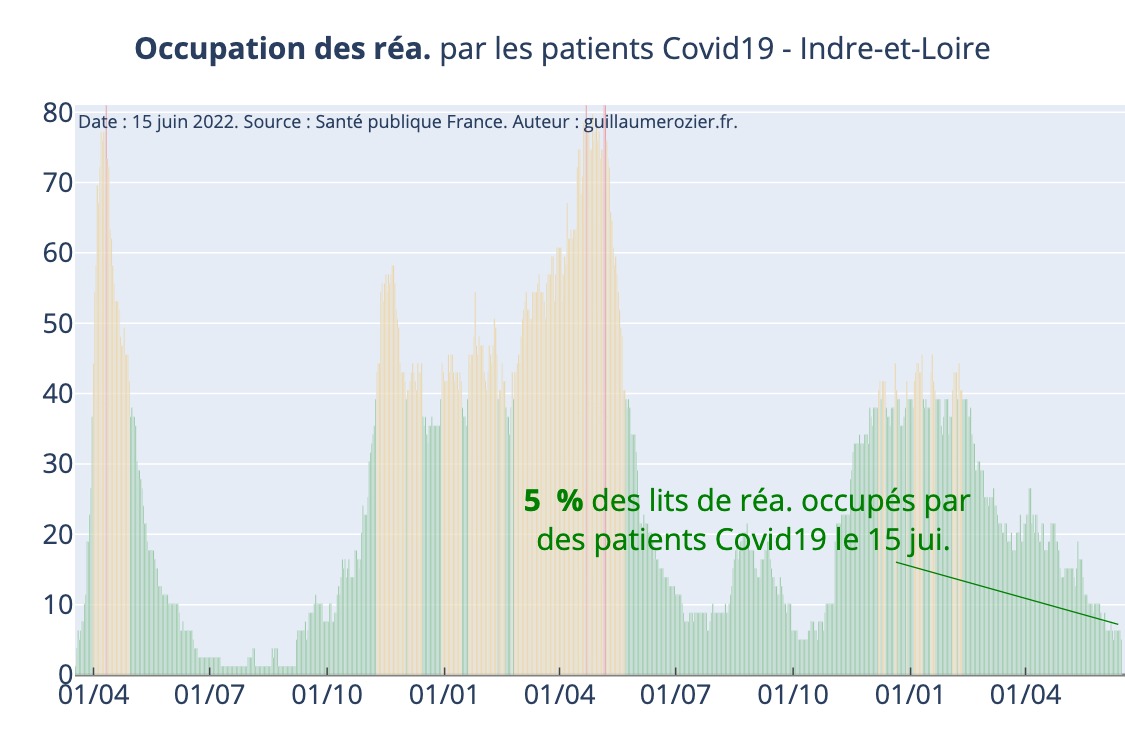 Occupation des réa. par les patients Covid19 - Indre-et-Loire
80
Date : 15 juin 2022. Source : Santé publique France. Auteur : guillaumerozier.fr.
70
60
50
40
30
5 % des lits de réa. occupés par
des patients Covid19 le 15 jui.
20
10
0
01/04 01/07 01/10 01/01 01/04 01/07 01/10 01/01 01/04